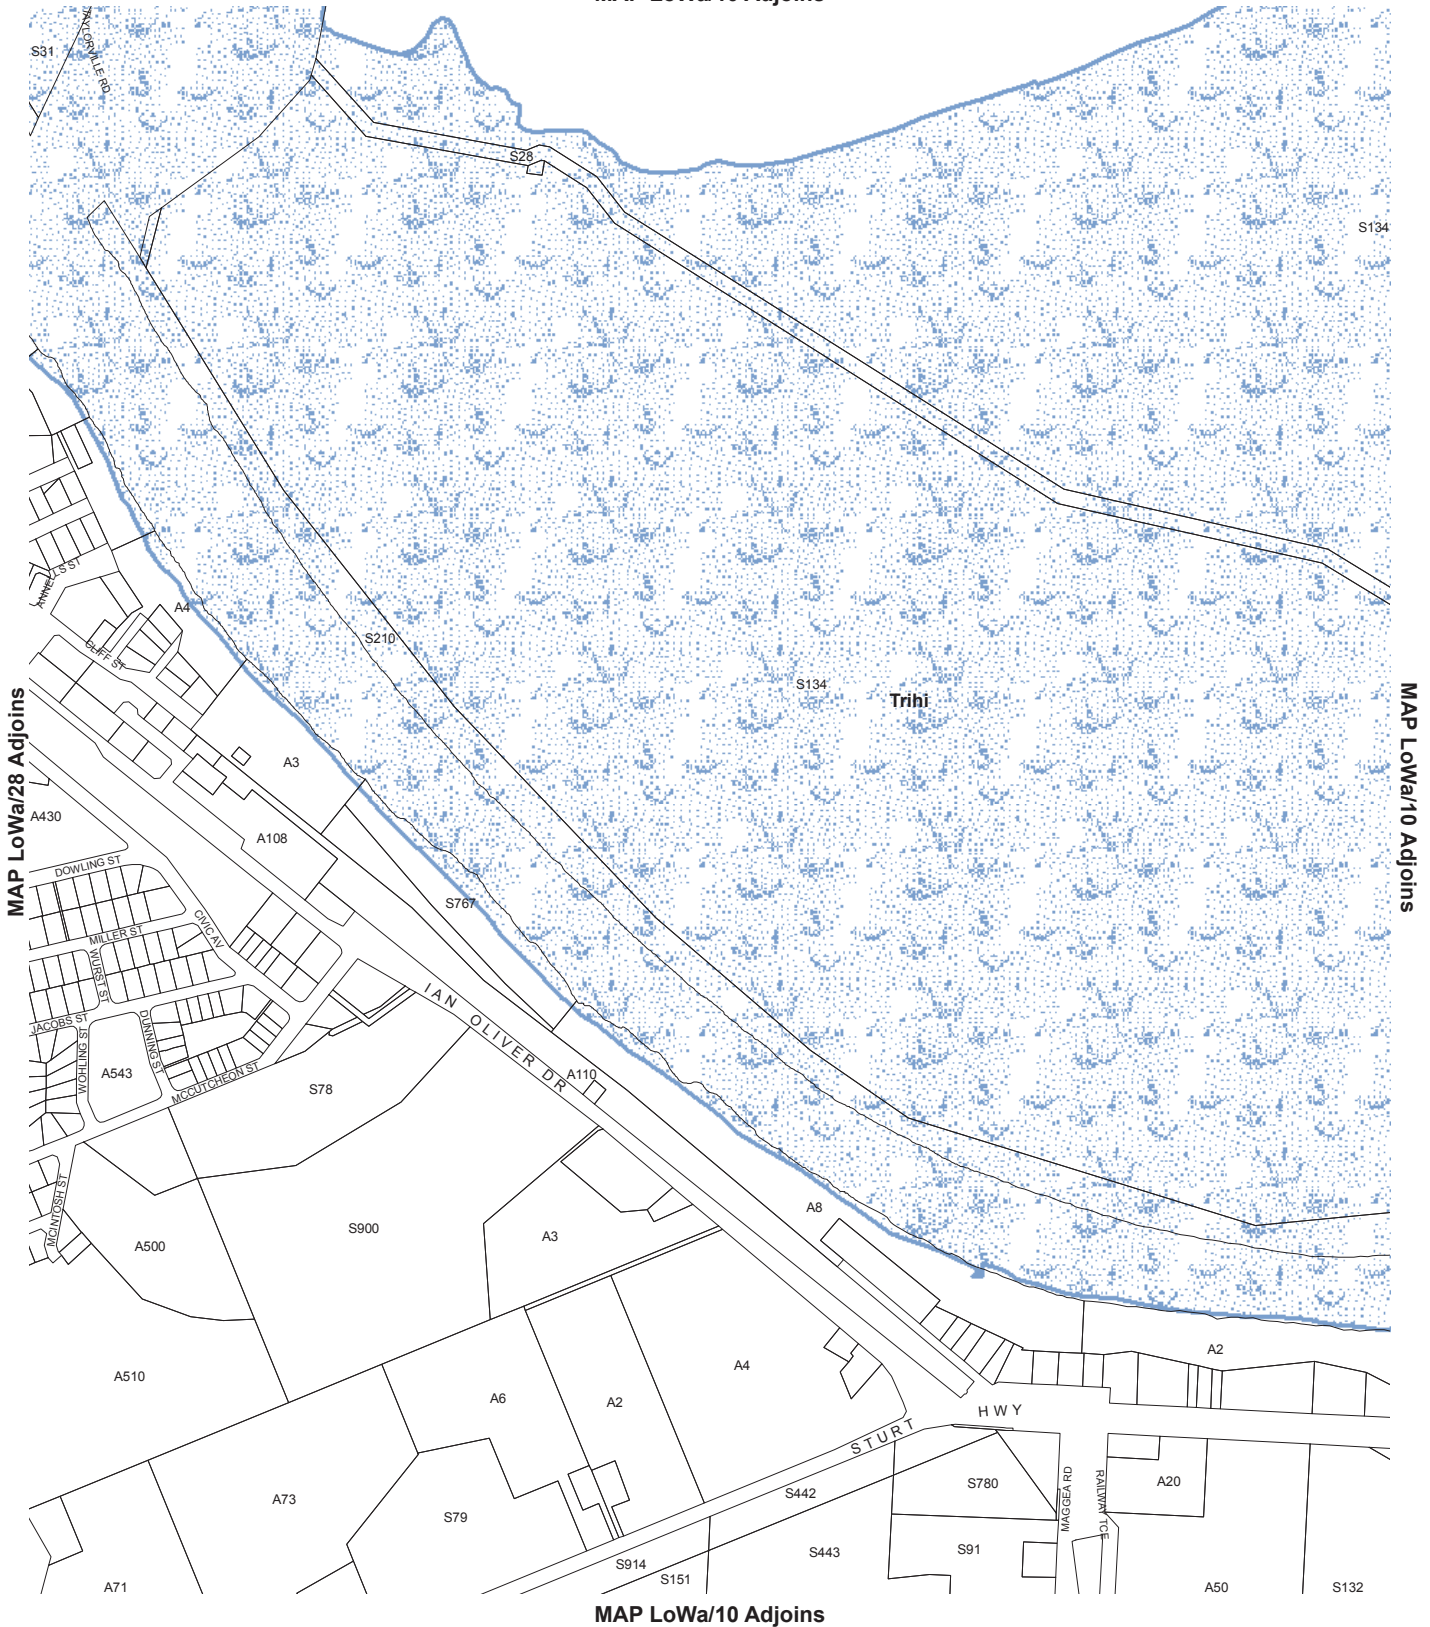 MAP LoWa/10 Adjoins
S31
TAYLORVILLE RD
S28
S134
ANNELLS ST
A4
CLIFF ST
S210
S134
Trihi
MAP LoWa/28 Adjoins
MAP LoWa/10 Adjoins
A3
A430
A108
DOWLING ST
S767
CIVIC AV
MILLER ST
WURST ST
IAN OLIVER DR
JACOBS ST
DUNNING ST
WOHLING ST
A543
MCCUTCHEON ST
S78
A110
MCINTOSH ST
A8
A500
S900
A3
A510
A6
A2
A4
A2
STURT HWY
A73
S79
S442
S780
MAGGEA RD
RAILWAY TCE
A20
S914
S151
S443
S91
A71
A50
S132
MAP LoWa/10 Adjoins